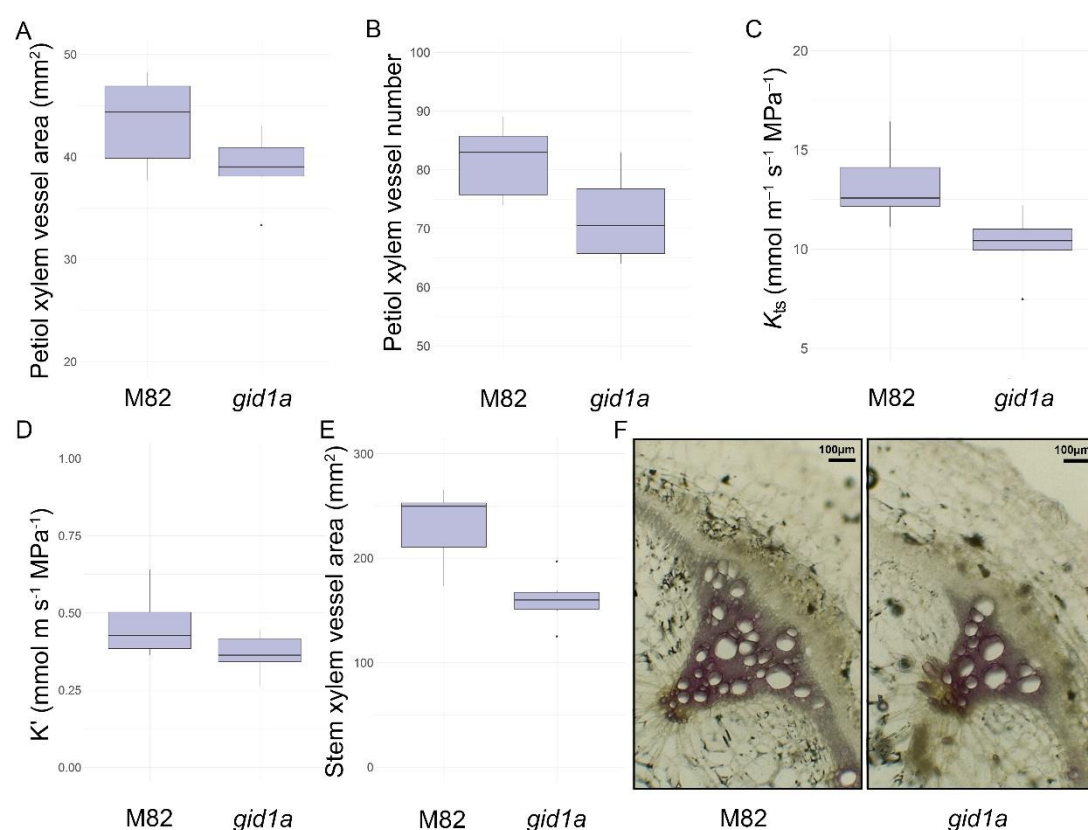 A
Petiol xylem vessel area (mm²)
50
40
30
20
M82
gid1a
B
Petiol xylem vessel number
100
90
80
70
60
50
M82
gid1a
C
Kts (mmol m⁻¹ s⁻¹ MPa⁻¹)
20
15
10
5
M82
gid1a
D
K' (mmol m s⁻¹ MPa⁻¹)
1.00
0.75
0.50
0.25
0.00
M82
gid1a
E
Stem xylem vessel area (mm²)
300
200
100
0
M82
gid1a
F
100µm
100µm
M82
gid1a